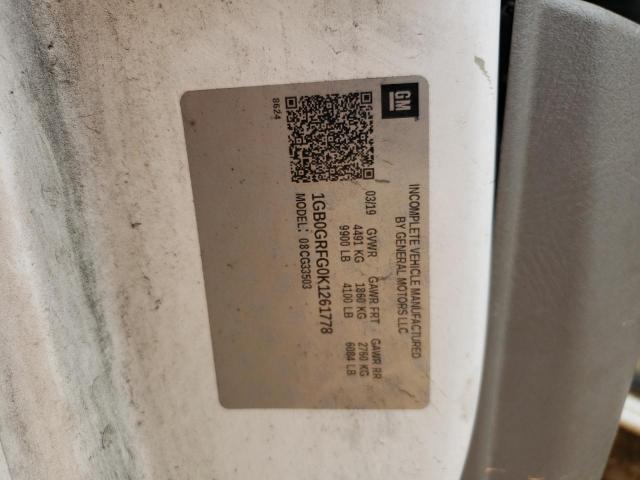 GM
INCOMPLETE VEHICLE MANUFACTURED
BY GENERAL MOTORS LLC
03/19 GVWR GAWR FRT GAWR RR
4491 KG 1860 KG 2760 KG
9900 LB 4100 LB 6084 LB
1GB0GRFG0K1261778
MODEL: 08CG33503
8624